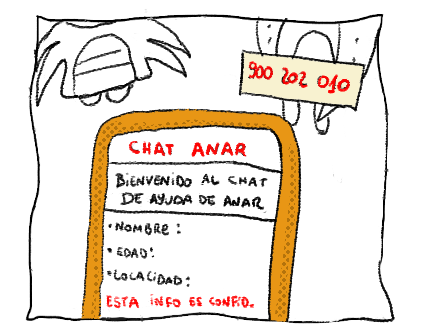 900 202 010
CHAT ANAR
BIENVENIDO AL CHAT
DE AYUDA DE ANAR
•NOMBRE:
•EDAD:
•LOCALIDAD:
ESTA INFO ES CONFID.